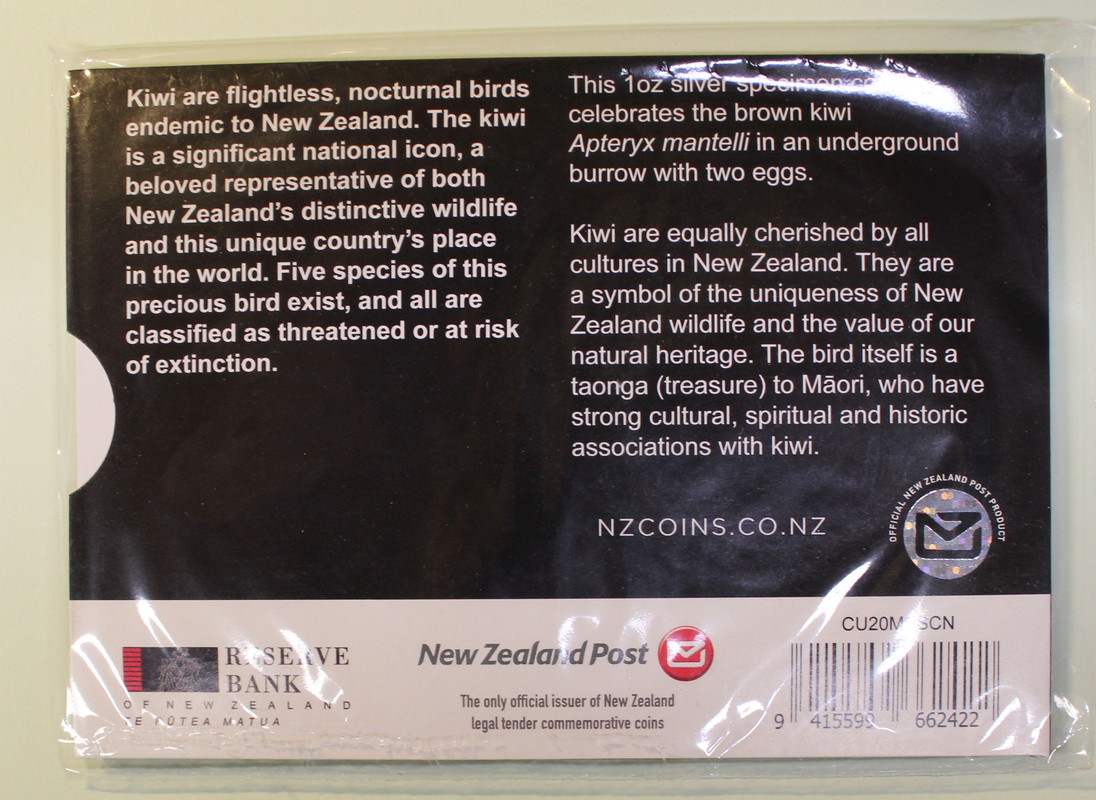 Kiwi are flightless, nocturnal birds
endemic to New Zealand. The kiwi
is a significant national icon, a
beloved representative of both
New Zealand's distinctive wildlife
and this unique country's place
in the world. Five species of this
precious bird exist, and all are
classified as threatened or at risk
of extinction.
This 1oz silver specimen
celebrates the brown kiwi
Apteryx mantelli in an underground
burrow with two eggs.
Kiwi are equally cherished by all
cultures in New Zealand. They are
a symbol of the uniqueness of New
Zealand wildlife and the value of our
natural heritage. The bird itself is a
taonga (treasure) to Māori, who have
strong cultural, spiritual and historic
associations with kiwi.
NZCOINS.CO.NZ
OFFICIAL NEW ZEALAND POST PRODUCT
RESERVE
BANK
OF NEW ZEALAND
TE PŪTEA MATUA
New Zealand Post
The only official issuer of New Zealand
legal tender commemorative coins
9 415599 662422